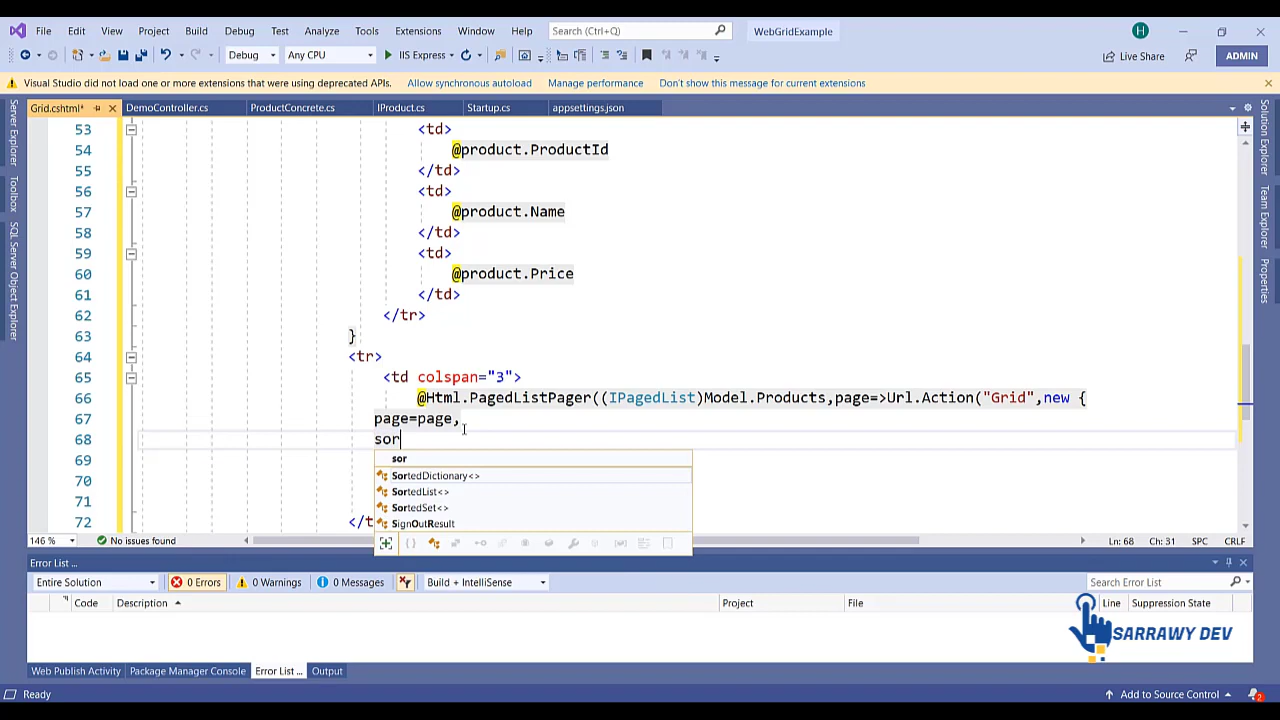 File Edit View Project Build Debug Test Analyze Tools Extensions Window Help Search (Ctrl+Q) WebGridExample H
Debug Any CPU IIS Express Live Share ADMIN
Visual Studio did not load one or more extensions that were using deprecated APIs. Allow synchronous autoload Manage performance Don't show this message for current extensions
Grid.cshtml* DemoController.cs ProductConcrete.cs IProduct.cs Startup.cs appsettings.json
Server Explorer
Toolbox
SQL Server Object Explorer
Solution Explorer
Team Explorer
Properties
53 <td>
54 @product.ProductId
55 </td>
56 <td>
57 @product.Name
58 </td>
59 <td>
60 @product.Price
61 </td>
62 </tr>
63 }
64 <tr>
65 <td colspan="3">
66 @Html.PagedListPager((IPagedList)Model.Products,page=>Url.Action("Grid",new {
67 page=page,
68 sor
69
70
71
72 </t
sor
SortedDictionary<>
SortedList<>
SortedSet<>
SignOutResult
146 % No issues found Ln: 68 Ch: 31 SPC CRLF
Error List ...
Entire Solution 0 Errors 0 Warnings 0 Messages Build + IntelliSense Search Error List
Code Description Project File Line Suppression State
SARRAWY DEV
Web Publish Activity Package Manager Console Error List ... Output
Ready Add to Source Control 2